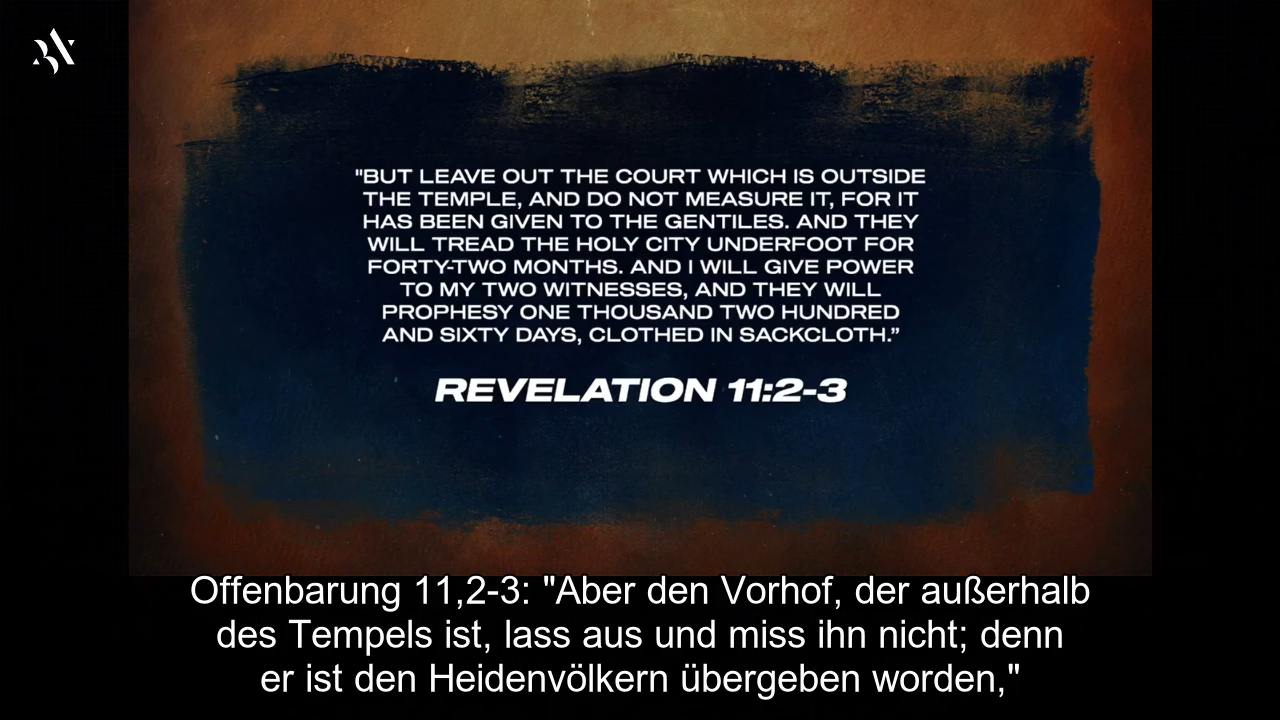 "BUT LEAVE OUT THE COURT WHICH IS OUTSIDE
THE TEMPLE, AND DO NOT MEASURE IT, FOR IT
HAS BEEN GIVEN TO THE GENTILES. AND THEY
WILL TREAD THE HOLY CITY UNDERFOOT FOR
FORTY-TWO MONTHS. AND I WILL GIVE POWER
TO MY TWO WITNESSES, AND THEY WILL
PROPHESY ONE THOUSAND TWO HUNDRED
AND SIXTY DAYS, CLOTHED IN SACKCLOTH.”
REVELATION 11:2-3
Offenbarung 11,2-3: "Aber den Vorhof, der außerhalb
des Tempels ist, lass aus und miss ihn nicht; denn
er ist den Heidenvölkern übergeben worden,"